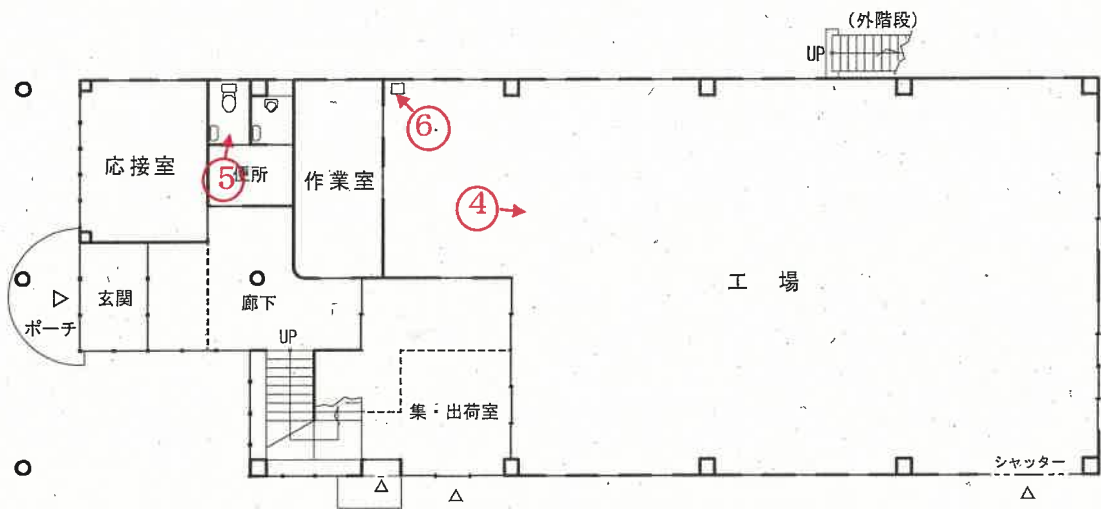 (外階段)
UP
⑥
応接室
⑤
便所
作業室
④
工場
玄関
廊下
ポーチ
UP
集・出荷室
シャッター